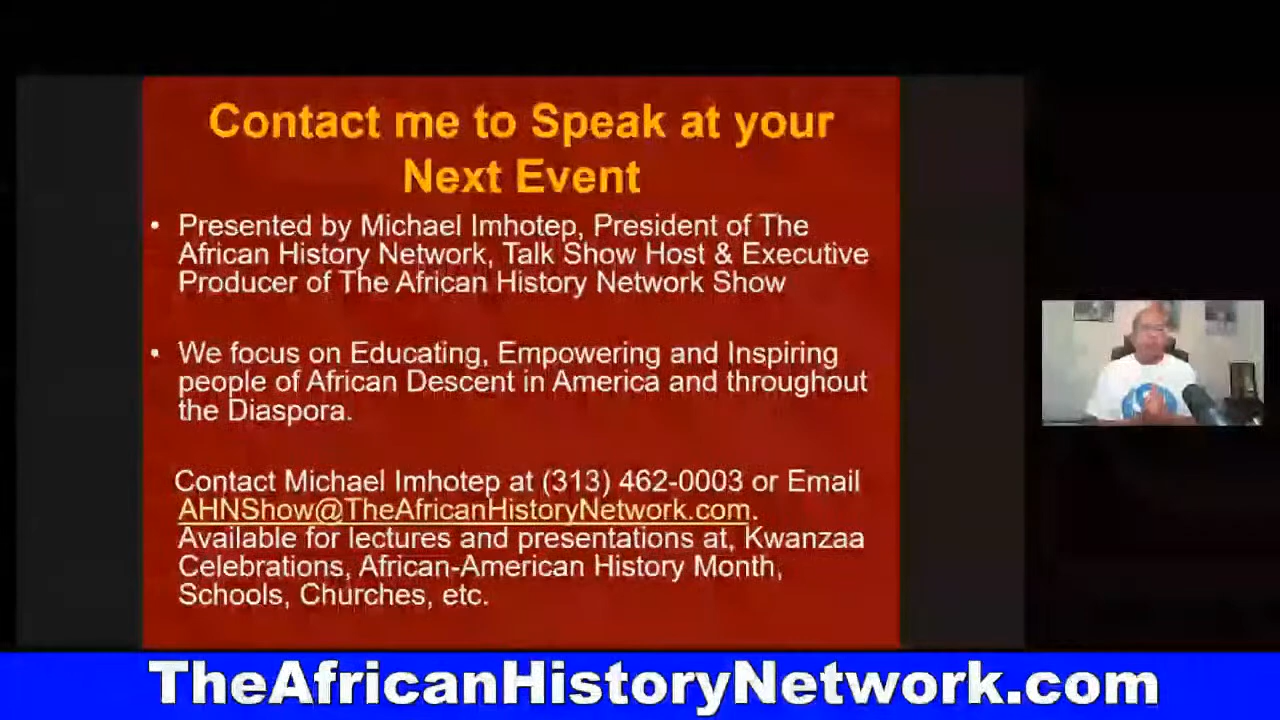 Contact me to Speak at your
Next Event
• Presented by Michael Imhotep, President of The
African History Network, Talk Show Host & Executive
Producer of The African History Network Show
• We focus on Educating, Empowering and Inspiring
people of African Descent in America and throughout
the Diaspora.
Contact Michael Imhotep at (313) 462-0003 or Email
AHNShow@TheAfricanHistoryNetwork.com.
Available for lectures and presentations at, Kwanzaa
Celebrations, African-American History Month,
Schools, Churches, etc.
TheAfricanHistoryNetwork.com